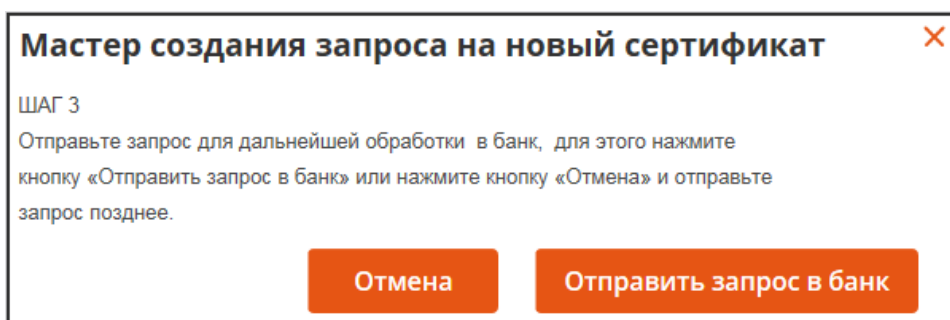 Мастер создания запроса на новый сертификат
ШАГ 3
Отправьте запрос для дальнейшей обработки в банк, для этого нажмите
кнопку «Отправить запрос в банк» или нажмите кнопку «Отмена» и отправьте
запрос позднее.
Отмена
Отправить запрос в банк